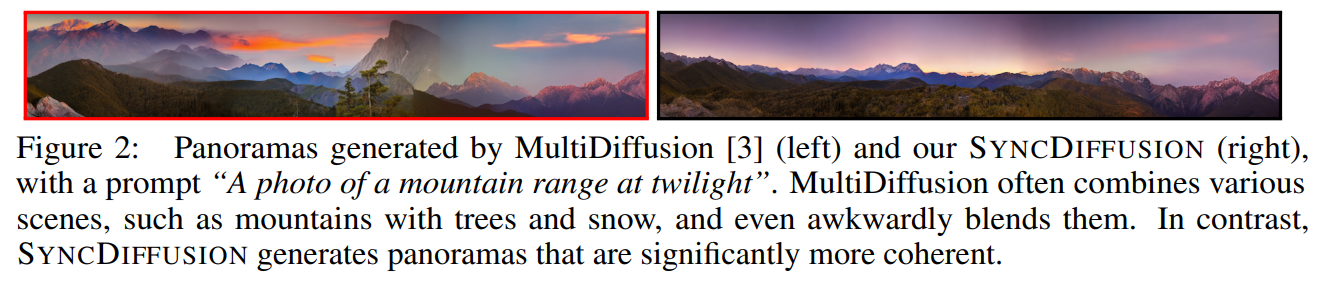 Figure 2: Panoramas generated by MultiDiffusion [3] (left) and our SYNCDIFFUSION (right),
with a prompt “A photo of a mountain range at twilight”. MultiDiffusion often combines various
scenes, such as mountains with trees and snow, and even awkwardly blends them. In contrast,
SYNCDIFFUSION generates panoramas that are significantly more coherent.